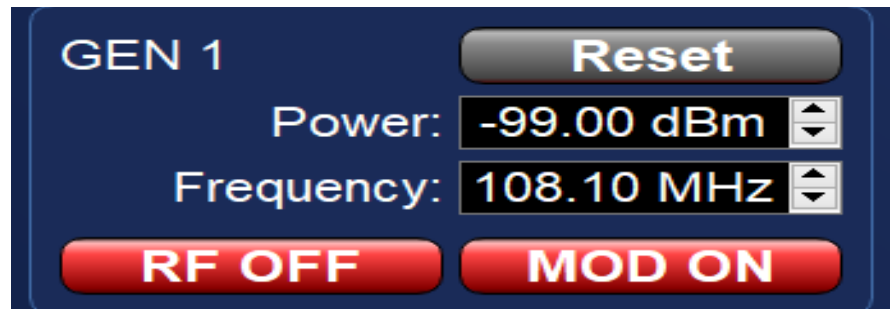 GEN 1 Reset
Power: -99.00 dBm
Frequency: 108.10 MHz
RF OFF MOD ON